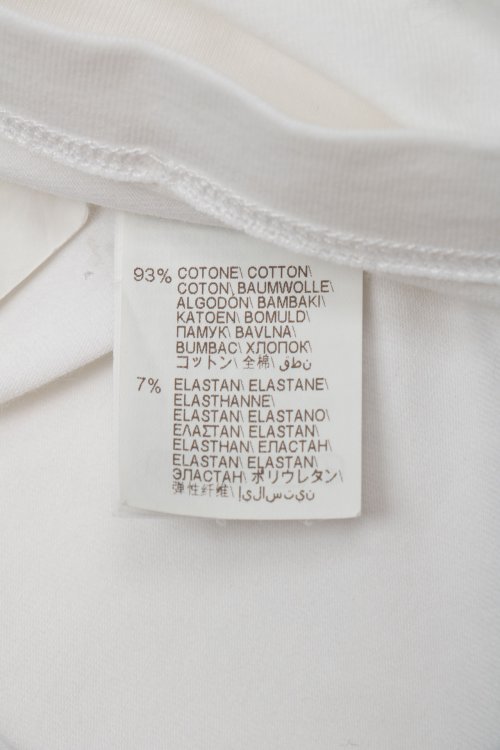 93% COTONE\ COTTON\
COTON\ BAUMWOLLE\
ALGODÓN\ BAMBAKI\
KATOEN\ BOMULD\
ПАМУК\ BAVLNA\
BUMBAC\ ХЛОПОК\
コットン\ 全棉\ قطن
7% ELASTAN\ ELASTANE\
ELASTHANNE\
ELASTAN\ ELASTANO\
ΕΛΑΣΤΑΝ\ ELASTAN\
ELASTHAN\ ЕЛАСТАН\
ELASTAN\ ELASTAN\
ЭЛАСТАН\ ポリウレタン\
弹性纤维\ إيلاستين\